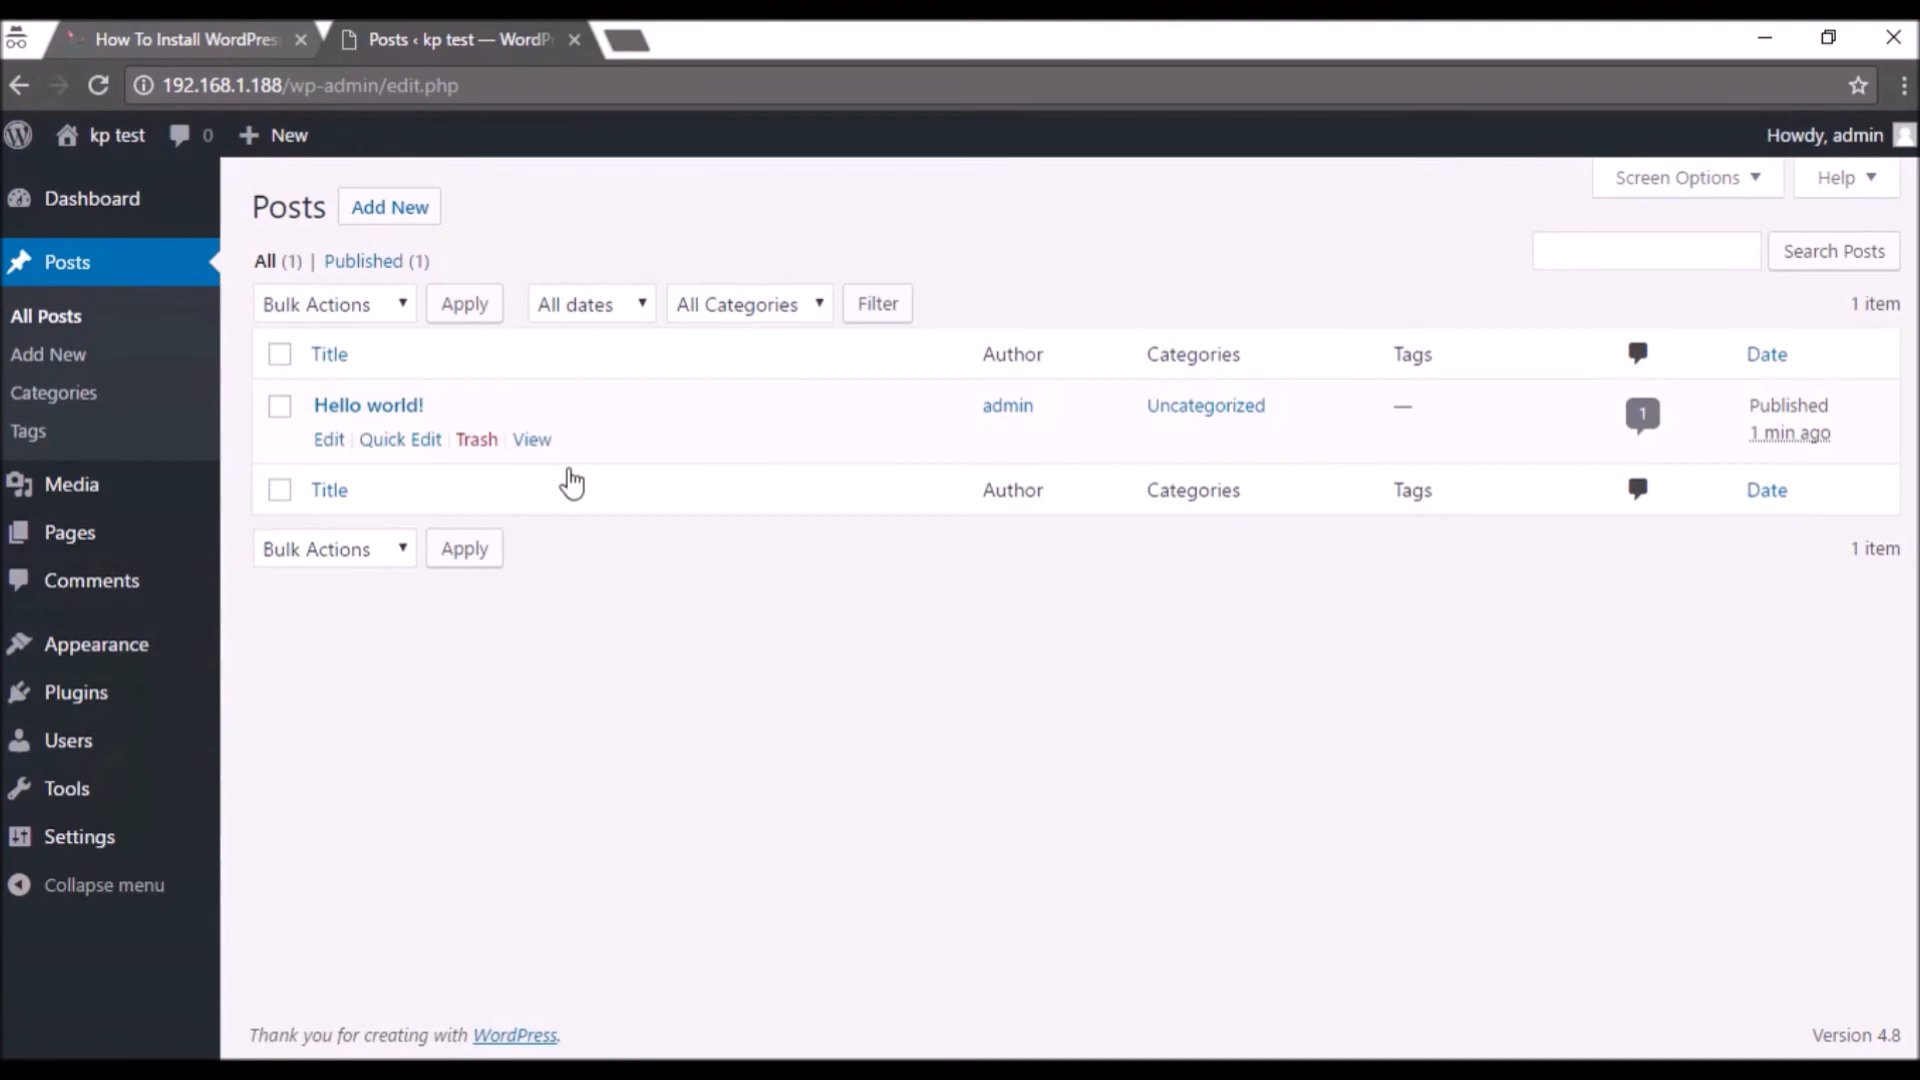 How To Install WordPres
Posts ‹ kp test — WordP
192.168.1.188/wp-admin/edit.php
kp test 0 New
Howdy, admin
Screen Options Help
Dashboard
Posts
All Posts
Add New
Categories
Tags
Media
Pages
Comments
Appearance
Plugins
Users
Tools
Settings
Collapse menu
Posts Add New
All (1) | Published (1)
Search Posts
Bulk Actions Apply All dates All Categories Filter 1 item
Title Author Categories Tags Date
Hello world! admin Uncategorized — 1 Published
Edit | Quick Edit | Trash | View 1 min ago
Title Author Categories Tags Date
Bulk Actions Apply 1 item
Thank you for creating with WordPress.
Version 4.8